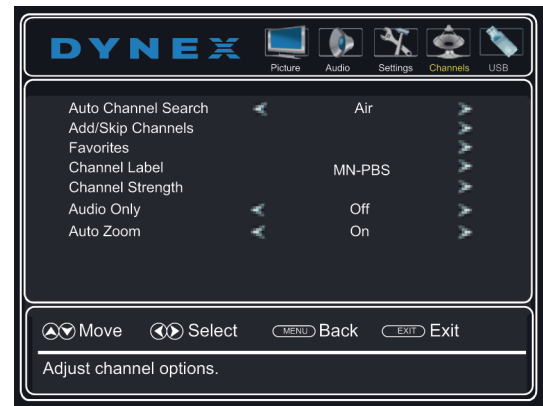 DYNEX
Picture Audio Settings Channels USB
Auto Channel Search Air
Add/Skip Channels
Favorites
Channel Label MN-PBS
Channel Strength
Audio Only Off
Auto Zoom On
Move Select MENU Back EXIT Exit
Adjust channel options.